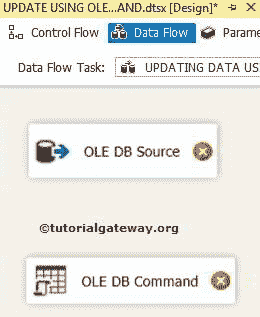 UPDATE USING OLE...AND.dtsx [Design]*
Control Flow
Data Flow
Parame
Data Flow Task:
UPDATING DATA US
OLE DB Source
©tutorialgateway.org
OLE DB Command